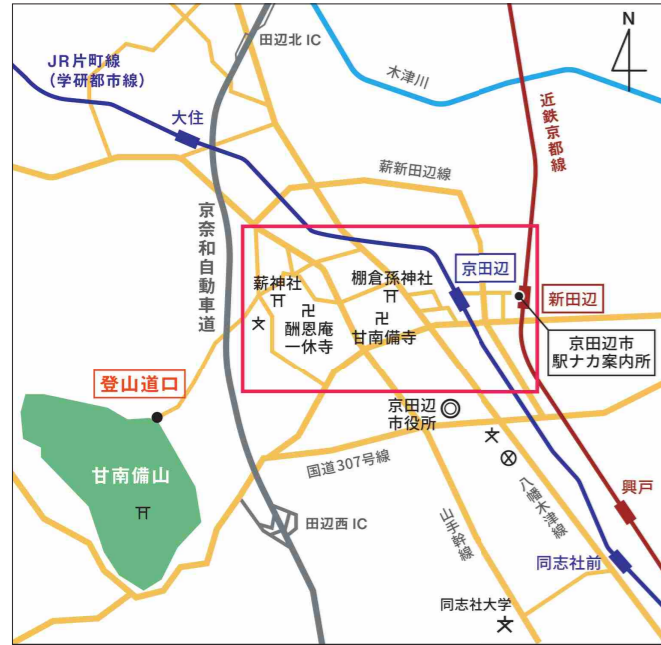 田辺北IC
N
JR片町線
（学研都市線）
木津川
大住
近鉄京都線
薪新田辺線
京奈和自動車道
京田辺
棚倉孫神社
薪神社
新田辺
酬恩庵
一休寺
甘南備寺
京田辺市
駅ナカ案内所
登山道口
京田辺
市役所
甘南備山
国道307号線
八幡木津線
興戸
田辺西IC
山手幹線
同志社前
同志社大学